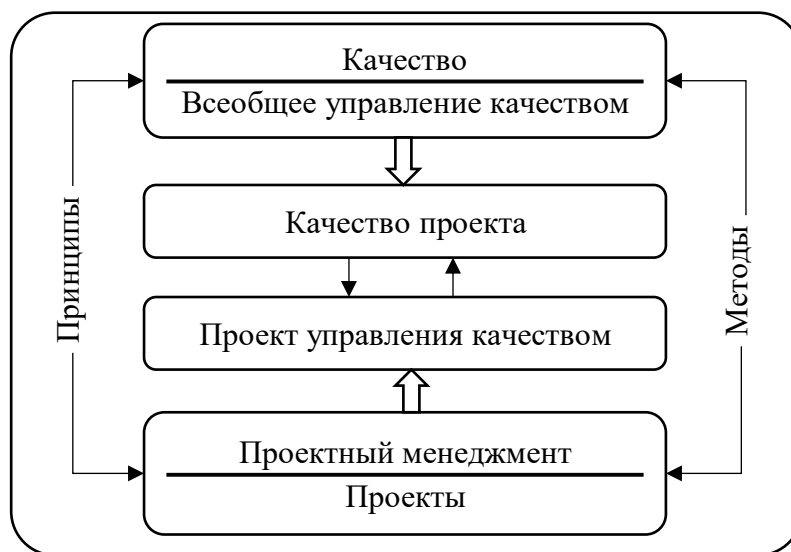 Качество
Всеобщее управление качеством
Качество проекта
Принципы
Методы
Проект управления качеством
Проектный менеджмент
Проекты